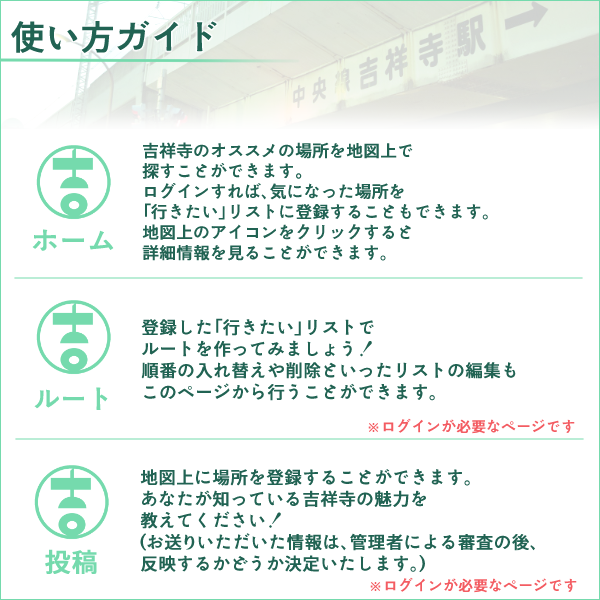 使い方ガイド
中央線吉祥寺駅
吉祥寺のオススメの場所を地図上で
探すことができます。
ログインすれば、気になった場所を
「行きたい」リストに登録することもできます。
地図上のアイコンをクリックすると
詳細情報を見ることができます。
ホーム
登録した「行きたい」リストで
ルートを作ってみましょう！
順番の入れ替えや削除といったリストの編集も
このページから行うことができます。
ルート
※ログインが必要なページです
地図上に場所を登録することができます。
あなたが知っている吉祥寺の魅力を
教えてください！
(お送りいただいた情報は、管理者による審査の後、
反映するかどうか決定いたします。)
投稿
※ログインが必要なページです